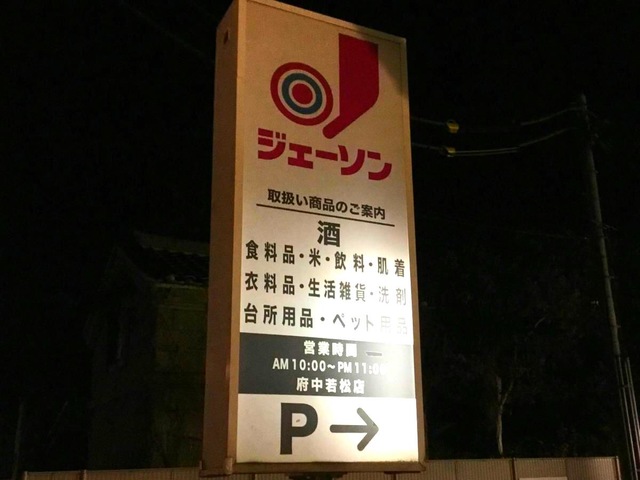 ジェーソン
取扱い商品のご案内
酒
食料品・米・飲料・肌着
衣料品・生活雑貨・洗剤
台所用品・ペット用品
営業時間
AM 10:00～PM 11:00
府中若松店
P→